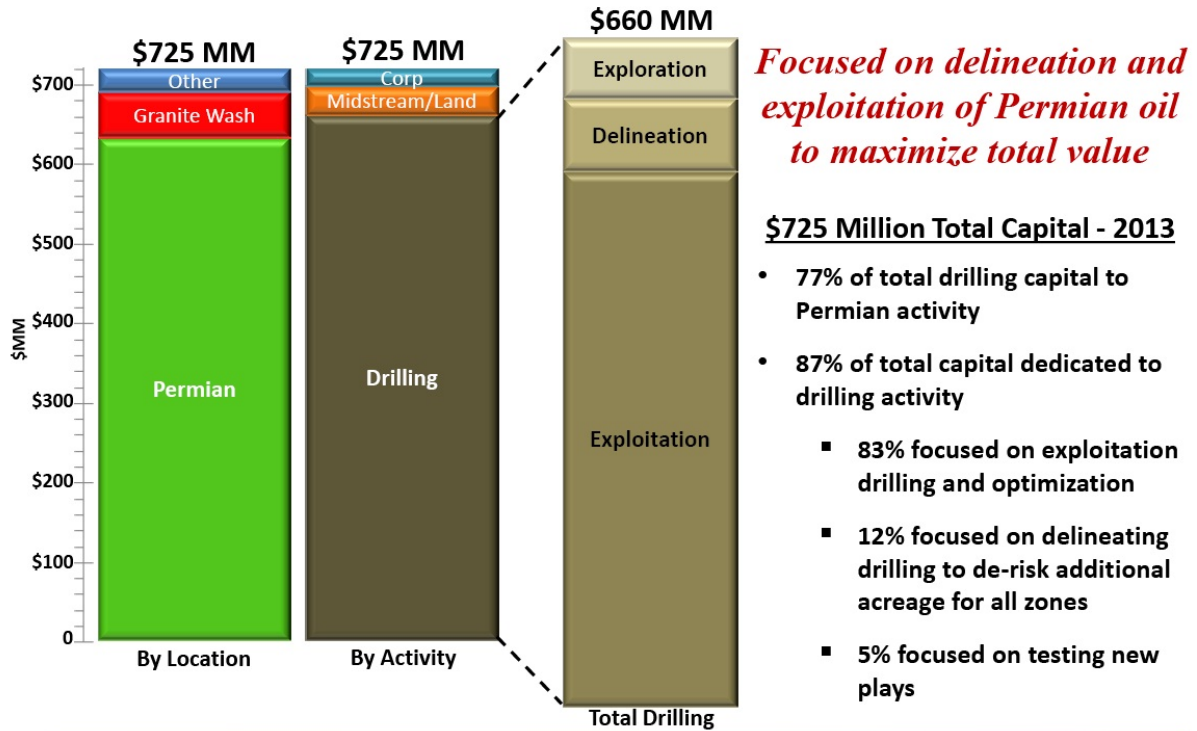 $725 MM
$725 MM
$660 MM
$700
$600
$500
$400
$300
$200
$100
0
$MM
Other
Granite Wash
Permian
By Location
Corp
Midstream/Land
Drilling
By Activity
Exploration
Delineation
Exploitation
Total Drilling
Focused on delineation and
exploitation of Permian oil
to maximize total value
$725 Million Total Capital - 2013
• 77% of total drilling capital to
Permian activity
• 87% of total capital dedicated to
drilling activity
▪ 83% focused on exploitation
drilling and optimization
▪ 12% focused on delineating
drilling to de-risk additional
acreage for all zones
▪ 5% focused on testing new
plays